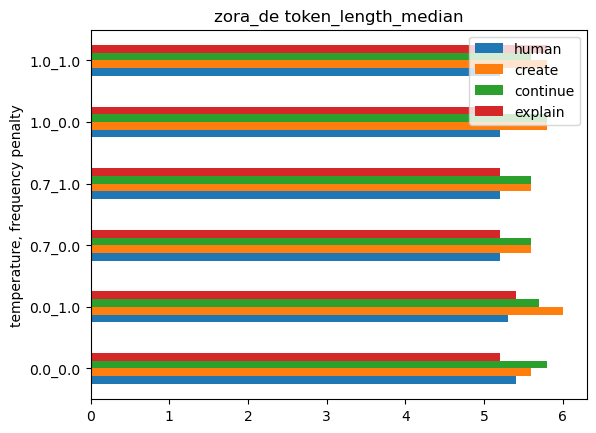 zora_de token_length_median
human
create
continue
explain
temperature, frequency penalty
1.0_1.0
1.0_0.0
0.7_1.0
0.7_0.0
0.0_1.0
0.0_0.0
0 1 2 3 4 5 6